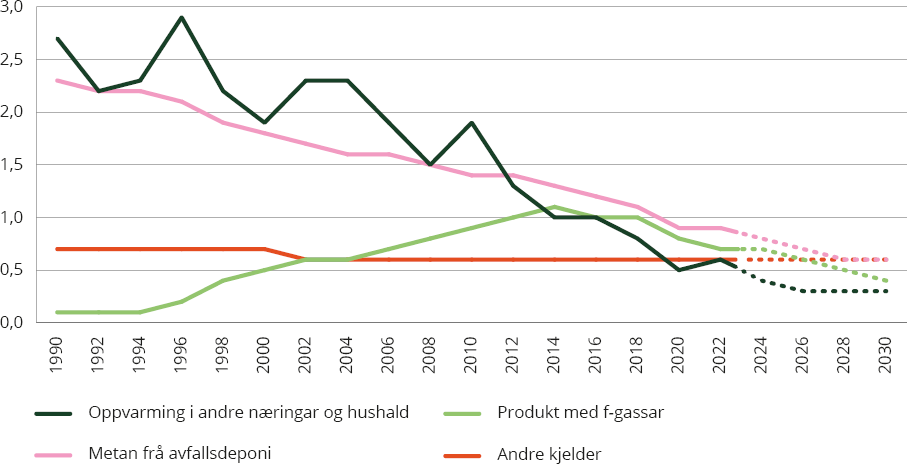 3,0
2,5
2,0
1,5
1,0
0,5
0,0
1990 1992 1994 1996 1998 2000 2002 2004 2006 2008 2010 2012 2014 2016 2018 2020 2022 2024 2026 2028 2030
Oppvarming i andre næringar og hushald Produkt med f-gassar
Metan frå avfallsdeponi Andre kjelder